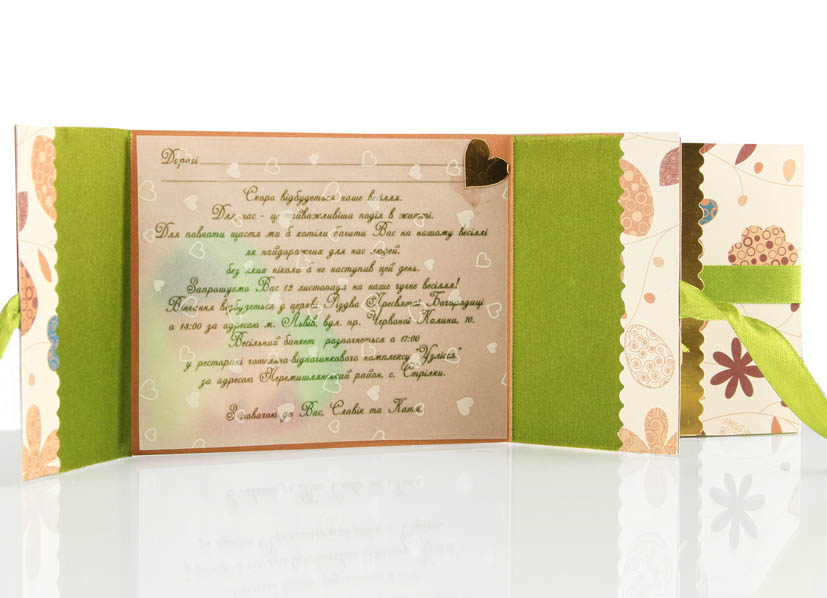 Дорогі
Скоро відбудеться наше весілля.
Для нас - це найважливіша подія в житті.
Для повноти щастя ми б хотіли бачити Вас на нашому весіллі
як найдорожчих для нас людей,
без яких ніколи б не наступив цей день.
Запрошуємо Вас 12 листопада на наше гучне весілля!
Вінчання відбудеться у церкві Різдва Пресвятої Богородиці
о 13:00 за адресою м. Львів, вул. пр. Червоної Калини, 70.
Весільний банкет розпочнеться о 17:00
у ресторані готельно-відпочинкового комплексу "Узлісся"
за адресою Перемишлянський район, с. Стрілки.
З повагою до Вас, Славік та Катя.